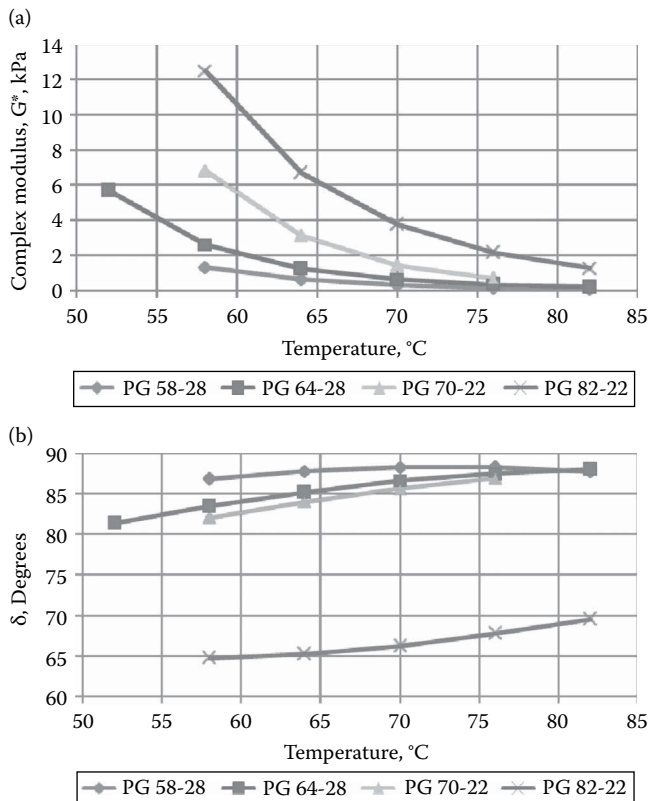 (a)
Complex modulus, G*, kPa
14
12
10
8
6
4
2
0
50 55 60 65 70 75 80 85
Temperature, °C
PG 58-28 PG 64-28 PG 70-22 PG 82-22
(b)
δ, Degrees
90
85
80
75
70
65
60
50 55 60 65 70 75 80 85
Temperature, °C
PG 58-28 PG 64-28 PG 70-22 PG 82-22